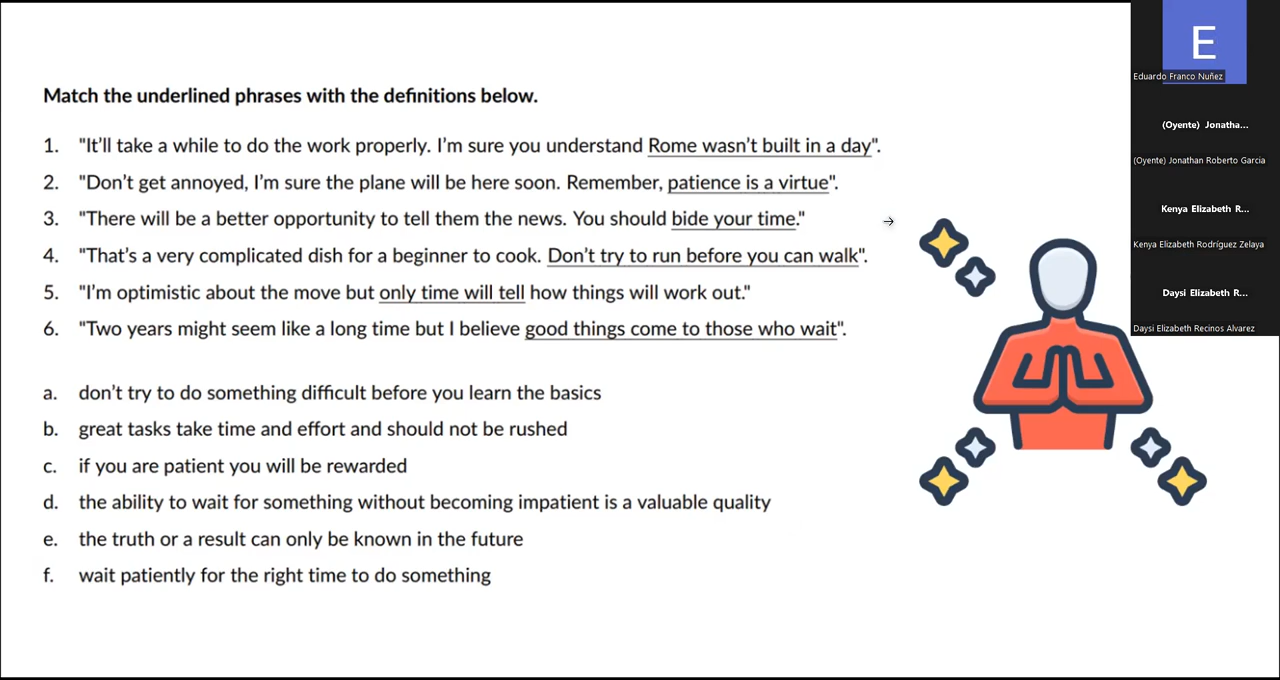 Match the underlined phrases with the definitions below.
1. "It'll take a while to do the work properly. I'm sure you understand Rome wasn't built in a day".
2. "Don't get annoyed, I'm sure the plane will be here soon. Remember, patience is a virtue".
3. "There will be a better opportunity to tell them the news. You should bide your time."
4. "That's a very complicated dish for a beginner to cook. Don't try to run before you can walk".
5. "I'm optimistic about the move but only time will tell how things will work out."
6. "Two years might seem like a long time but I believe good things come to those who wait".
a. don't try to do something difficult before you learn the basics
b. great tasks take time and effort and should not be rushed
c. if you are patient you will be rewarded
d. the ability to wait for something without becoming impatient is a valuable quality
e. the truth or a result can only be known in the future
f. wait patiently for the right time to do something
E
Eduardo Franco Nuñez
(Oyente) Jonatha...
(Oyente) Jonathan Roberto Garcia
Kenya Elizabeth R...
Kenya Elizabeth Rodríguez Zelaya
Daysi Elizabeth R...
Daysi Elizabeth Recinos Alvarez